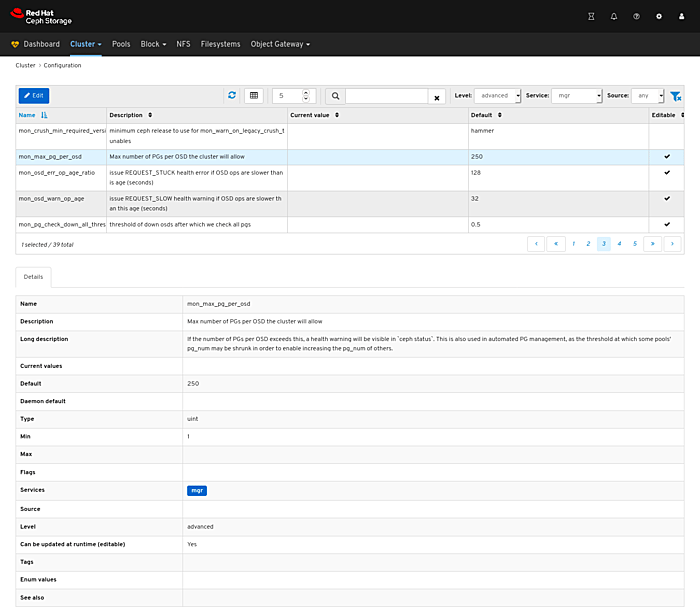 Red Hat
Ceph Storage
Dashboard Cluster Pools Block NFS Filesystems Object Gateway
Cluster › Configuration
Edit 5 Level: advanced Service: mgr Source: any
Name Description Current value Default Editable
mon_crush_min_required_versi minimum ceph release to use for mon_warn_on_legacy_crush_t hammer
unables
mon_max_pg_per_osd Max number of PGs per OSD the cluster will allow 250
mon_osd_err_op_age_ratio issue REQUEST_STUCK health error if OSD ops are slower than 128
is age (seconds)
mon_osd_warn_op_age issue REQUEST_SLOW health warning if OSD ops are slower th 32
an this age (seconds)
mon_pg_check_down_all_thres threshold of down osds after which we check all pgs 0.5
1 selected / 39 total 1 2 3 4 5
Details
Name mon_max_pg_per_osd
Description Max number of PGs per OSD the cluster will allow
Long description If the number of PGs per OSD exceeds this, a health warning will be visible in `ceph status`. This is also used in automated PG management, as the threshold at which some pools'
pg_num may be shrunk in order to enable increasing the pg_num of others.
Current values
Default 250
Daemon default
Type uint
Min 1
Max
Flags
Services mgr
Source
Level advanced
Can be updated at runtime (editable) Yes
Tags
Enum values
See also